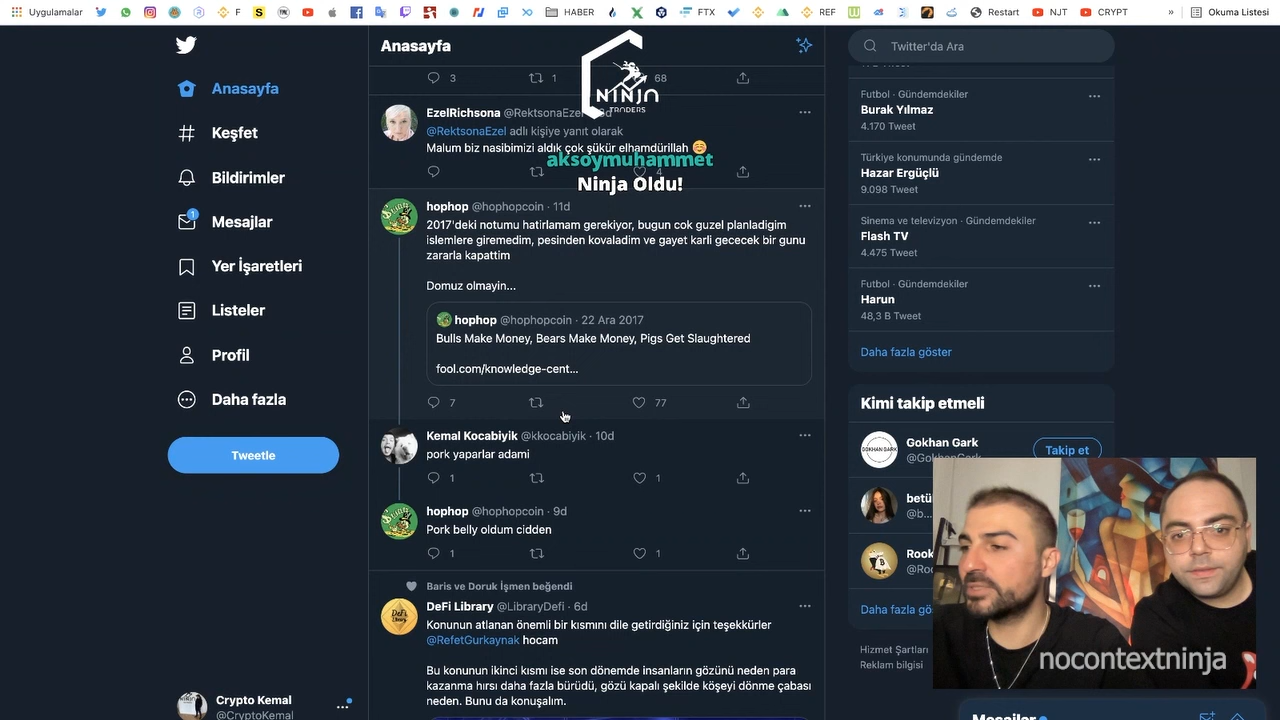 Uygulamalar
F
HABER
FTX
REF
Restart
NJT
CRYPT
»
Okuma Listesi
Anasayfa
Keşfet
Bildirimler
1
Mesajlar
Yer İşaretleri
Listeler
Profil
Daha fazla
Tweetle
Crypto Kemal
@CryptoKemal
Anasayfa
3
1
68
NINJA
TRADERS
EzelRichsona @RektsonaEzel
@RektsonaEzel adlı kişiye yanıt olarak
Malum biz nasibimizi aldık çok şükür elhamdürillah ☺️
4
aksoymuhammet
Ninja Oldu!
hophop @hophopcoin · 11d
2017'deki notumu hatirlamam gerekiyor, bugun cok guzel planladigim
islemlere giremedim, pesinden kovaladim ve gayet karli gececek bir gunu
zararla kapattim
Domuz olmayin...
hophop @hophopcoin · 22 Ara 2017
Bulls Make Money, Bears Make Money, Pigs Get Slaughtered
fool.com/knowledge-cent...
7
77
Kemal Kocabiyik @kkocabiyik · 10d
pork yaparlar adami
1
1
hophop @hophopcoin · 9d
Pork belly oldum cidden
1
1
Baris ve Doruk İşmen beğendi
DeFi Library @LibraryDefi · 6d
Konunun atlanan önemli bir kısmını dile getirdiğiniz için teşekkürler
@RefetGurkaynak hocam
Bu konunun ikinci kısmı ise son dönemde insanların gözünü neden para
kazanma hırsı daha fazla bürüdü, gözü kapalı şekilde köşeyi dönme çabası
neden. Bunu da konuşalım.
Twitter'da Ara
Futbol · Gündemdekiler
Burak Yılmaz
4.170 Tweet
Türkiye konumunda gündemde
Hazar Ergüçlü
9.098 Tweet
Sinema ve televizyon · Gündemdekiler
Flash TV
4.475 Tweet
Futbol · Gündemdekiler
Harun
48,3 B Tweet
Daha fazla göster
Kimi takip etmeli
Gokhan Gark
Takip et
betü
@b...
Rook
Daha fazla gö
Hizmet Şartları
Reklam bilgisi
nocontextninja
Mesajlar